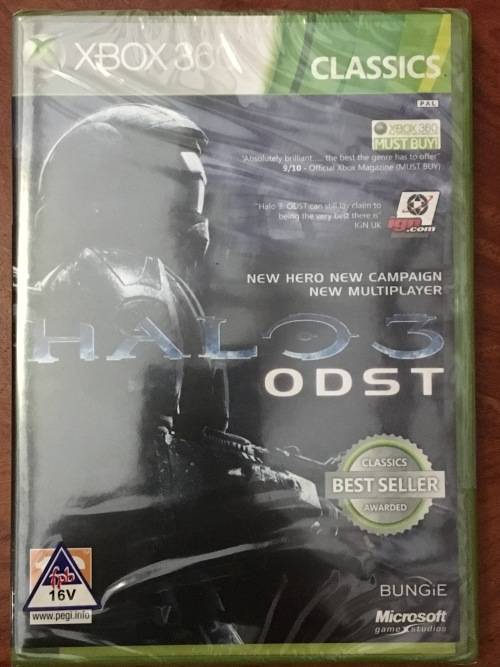 XBOX 360
CLASSICS
PAL
XBOX 360
MUST BUY!
"Absolutely brilliant.... the best the genre has to offer"
9/10 - Official Xbox Magazine (MUST BUY)
"Halo 3: ODST can still lay claim to
being the very best there is"
IGN UK
ign.com
NEW HERO NEW CAMPAIGN
NEW MULTIPLAYER
HALO 3
ODST
CLASSICS
BEST SELLER
AWARDED
fpb
16V
www.pegi.info
BUNGiE
Microsoft
game studios